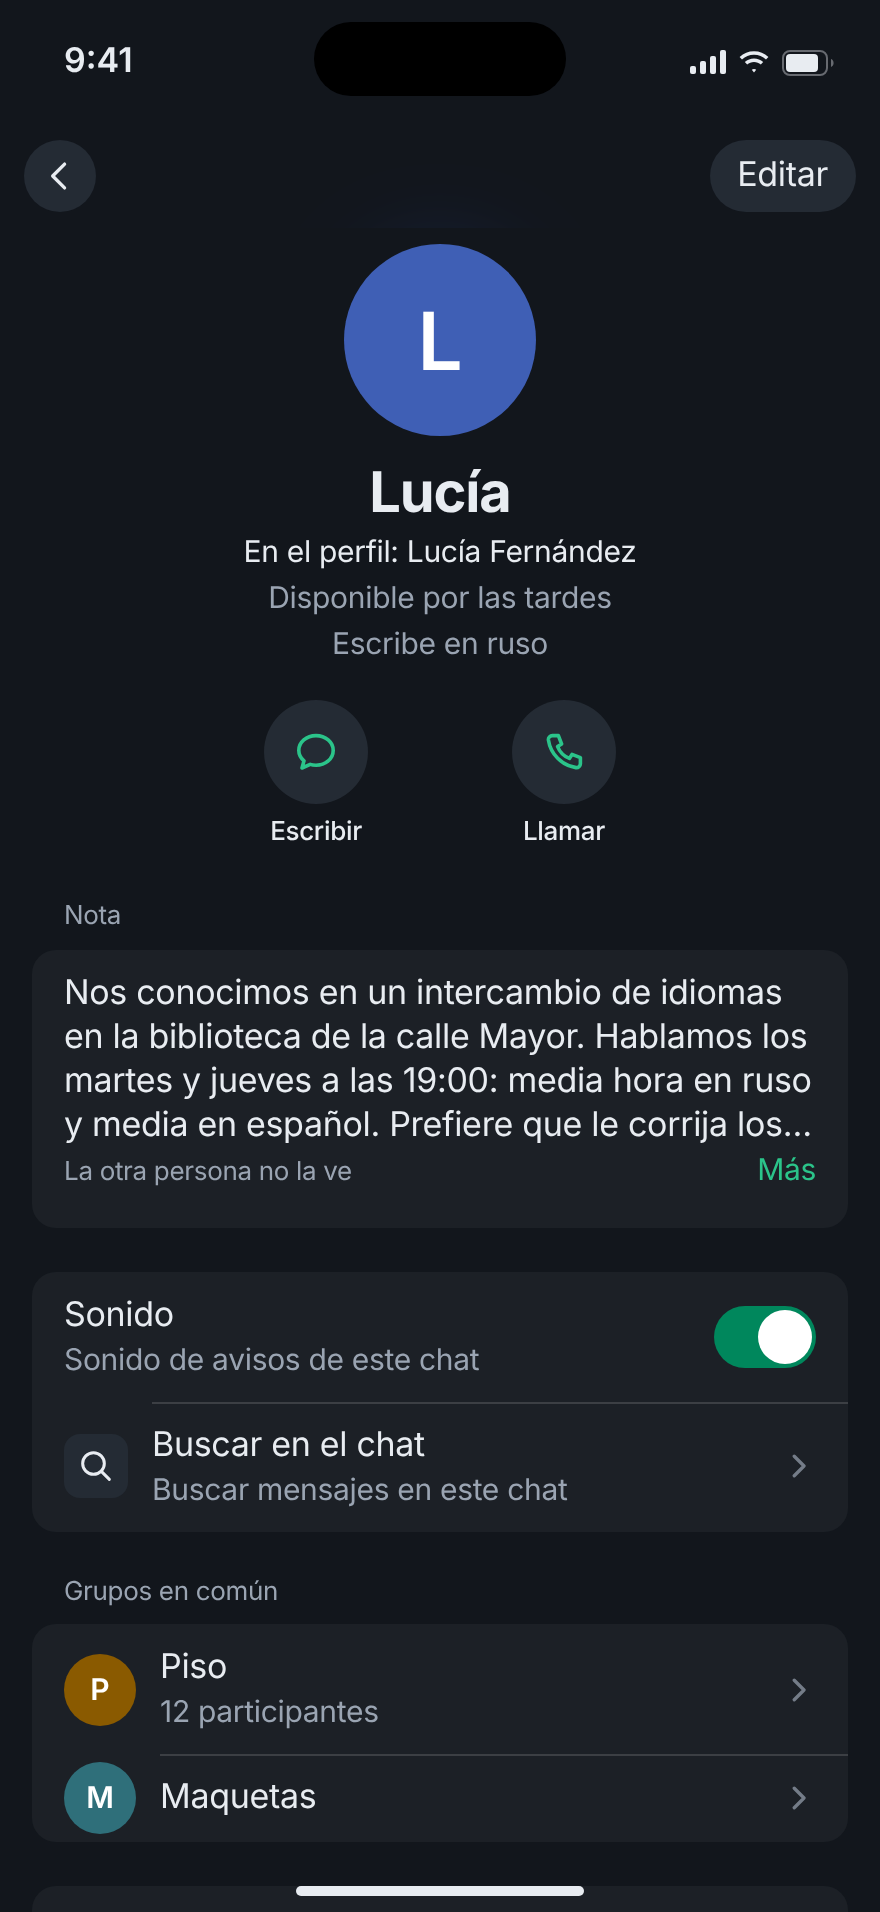 9:41
Editar
L
Lucía
En el perfil: Lucía Fernández
Disponible por las tardes
Escribe en ruso
Escribir
Llamar
Nota
Nos conocimos en un intercambio de idiomas
en la biblioteca de la calle Mayor. Hablamos los
martes y jueves a las 19:00: media hora en ruso
y media en español. Prefiere que le corrija los...
La otra persona no la ve
Más
Sonido
Sonido de avisos de este chat
Buscar en el chat
Buscar mensajes en este chat
Grupos en común
P
Piso
12 participantes
M
Maquetas